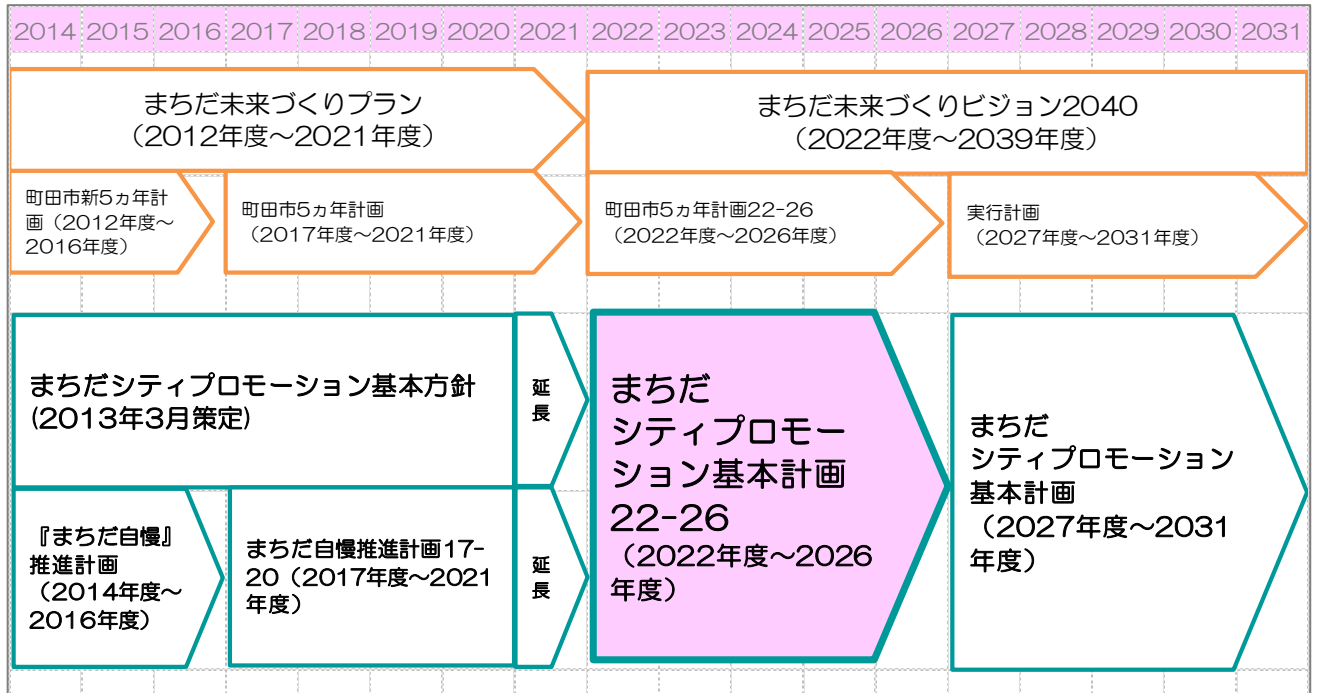 2014 2015 2016 2017 2018 2019 2020 2021 2022 2023 2024 2025 2026 2027 2028 2029 2030 2031
まちだ未来づくりプラン
（2012年度～2021年度）
まちだ未来づくりビジョン2040
（2022年度～2039年度）
町田市新5ヵ年計
画（2012年度～
2016年度）
町田市5ヵ年計画
（2017年度～2021年度）
町田市5ヵ年計画22-26
（2022年度～2026年度）
実行計画
（2027年度～2031年度）
まちだシティプロモーション基本方針
(2013年3月策定)
延
長
『まちだ自慢』
推進計画
（2014年度～
2016年度）
まちだ自慢推進計画17-
20（2017年度～2021
年度）
延
長
まちだ
シティプロモー
ション基本計画
22-26
（2022年度～2026
年度）
まちだ
シティプロモーション
基本計画
（2027年度～2031
年度）